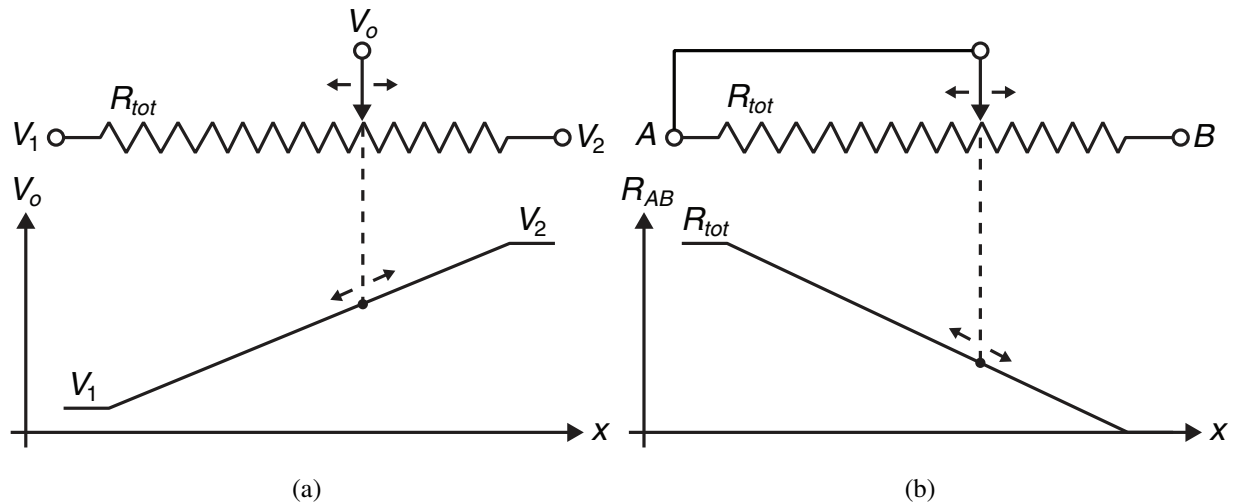 V_o
R_tot
V_1
V_2
V_o
V_2
V_1
x
(a)
R_tot
A
B
R_AB
R_tot
x
(b)